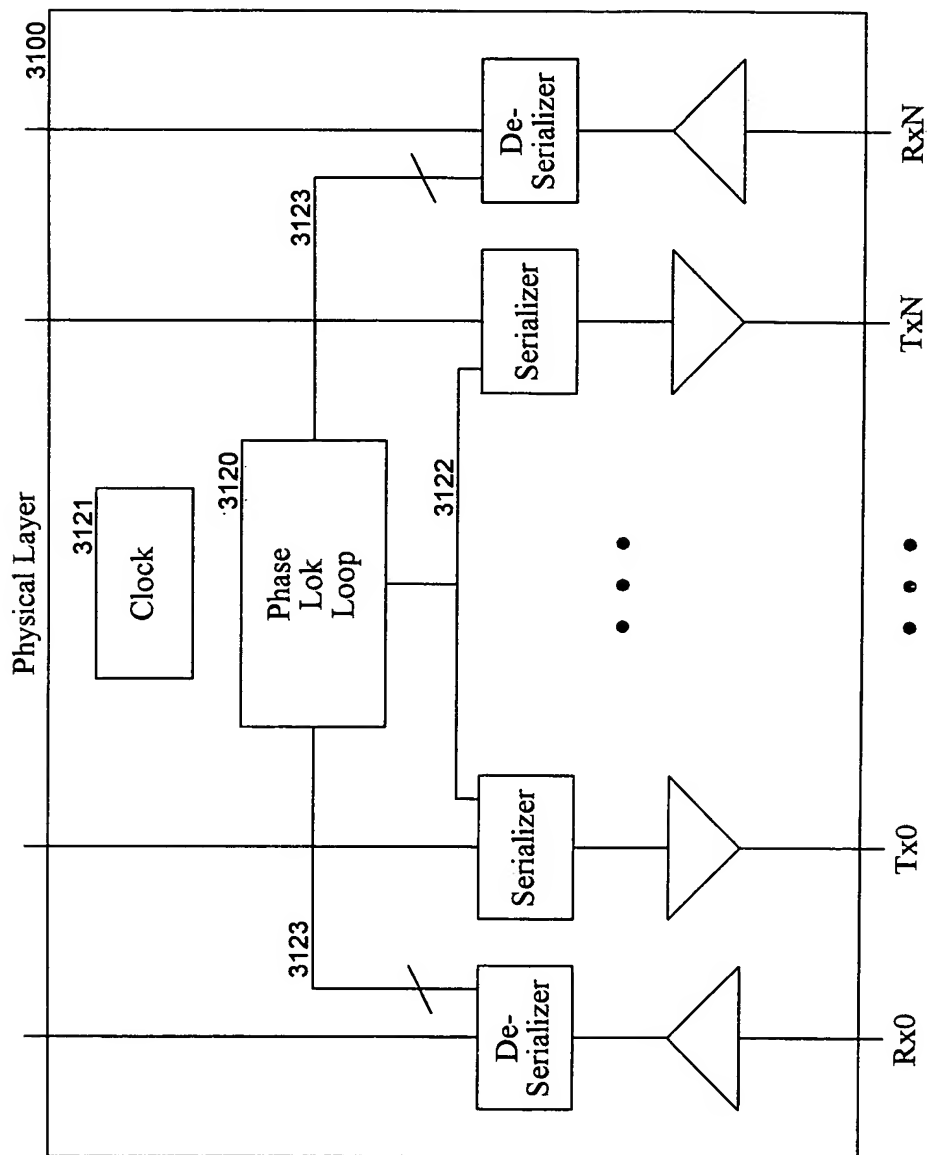 Physical Layer
3100
3121
Clock
3120
Phase
Lok
Loop
3123
3123
3122
De-
Serializer
Serializer
Serializer
De-
Serializer
Rx0
Tx0
TxN
RxN